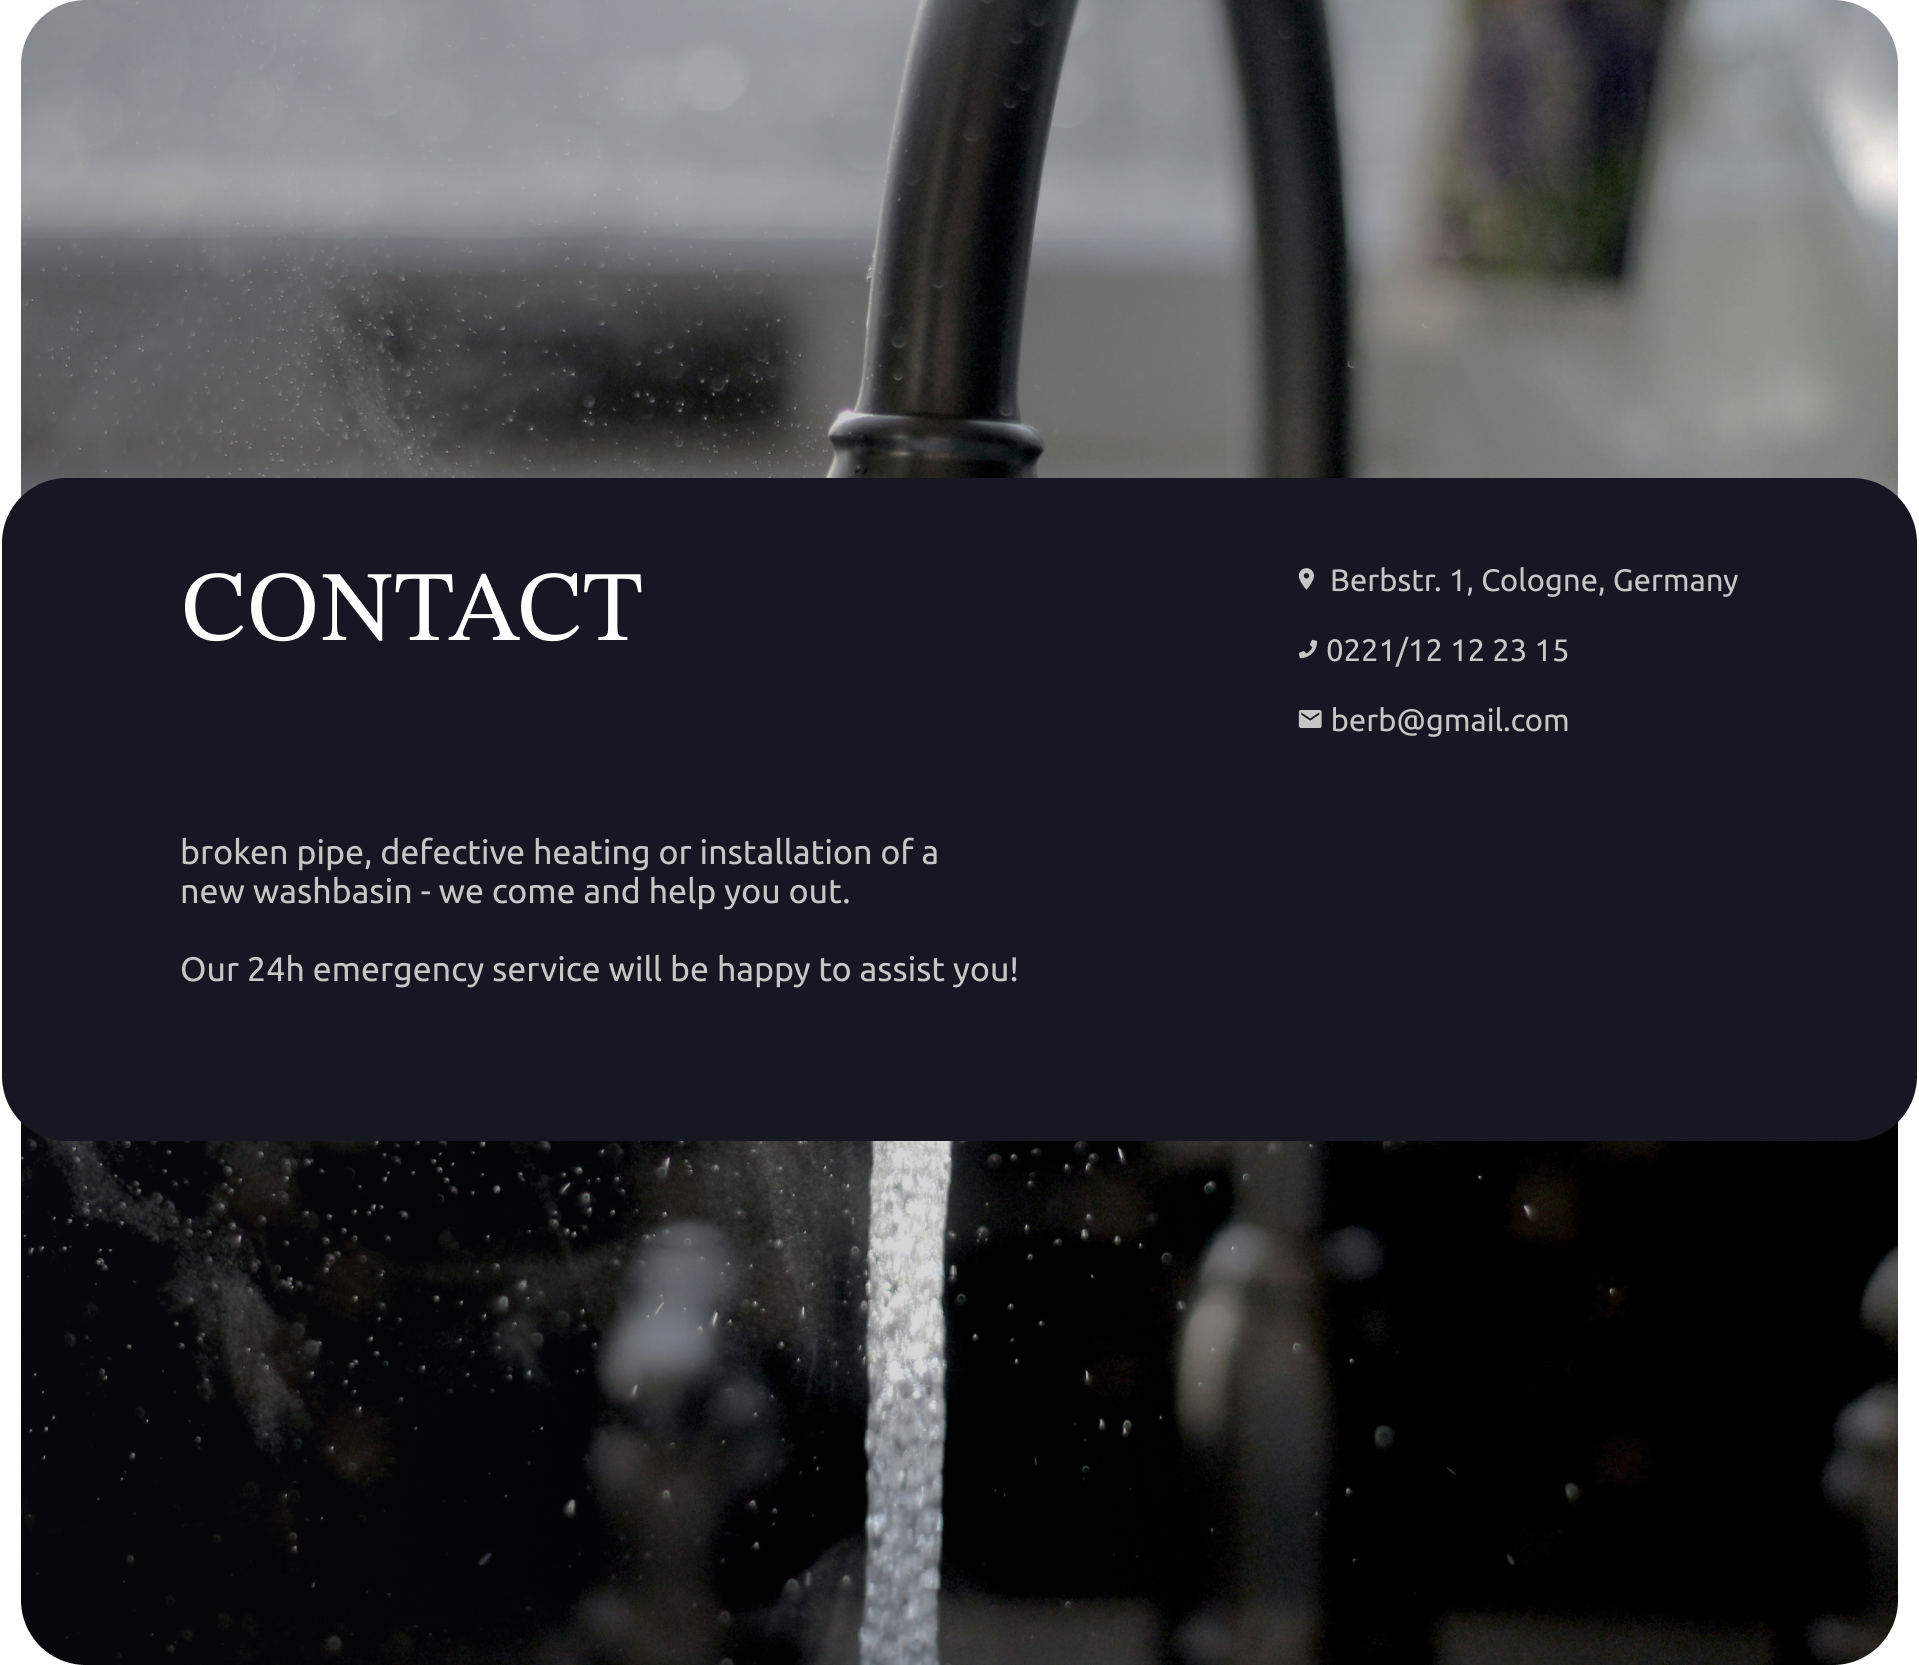 CONTACT
Berbstr. 1, Cologne, Germany
0221/12 12 23 15
berb@gmail.com
broken pipe, defective heating or installation of a
new washbasin - we come and help you out.
Our 24h emergency service will be happy to assist you!